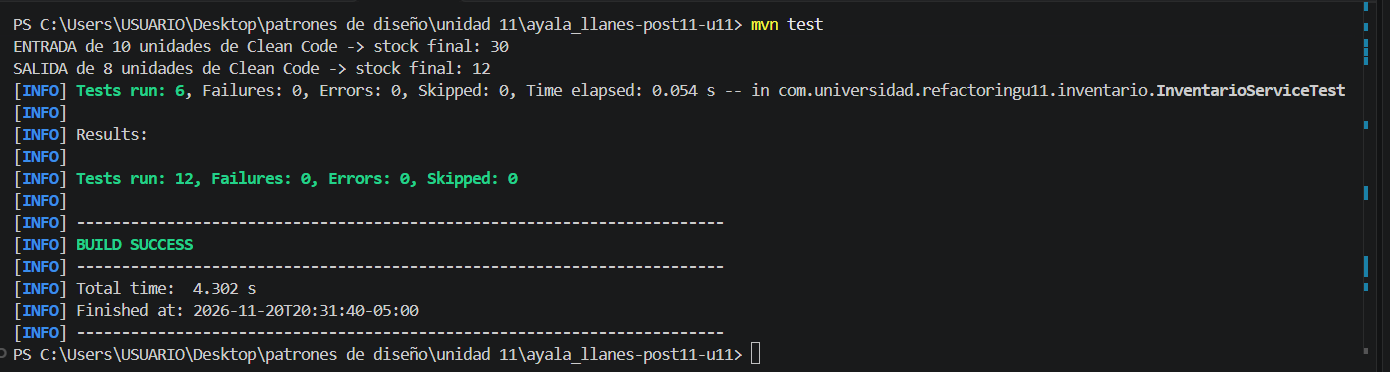 PS C:\Users\USUARIO\Desktop\patrones de diseño\unidad 11\ayala_llanes-post11-u11> mvn test
ENTRADA de 10 unidades de Clean Code -> stock final: 30
SALIDA de 8 unidades de Clean Code -> stock final: 12
[INFO] Tests run: 6, Failures: 0, Errors: 0, Skipped: 0, Time elapsed: 0.054 s -- in com.universidad.refactoringu11.inventario.InventarioServiceTest
[INFO]
[INFO] Results:
[INFO]
[INFO] Tests run: 12, Failures: 0, Errors: 0, Skipped: 0
[INFO]
[INFO] ------------------------------------------------------------------------
[INFO] BUILD SUCCESS
[INFO] ------------------------------------------------------------------------
[INFO] Total time:  4.302 s
[INFO] Finished at: 2026-11-20T20:31:40-05:00
[INFO] ------------------------------------------------------------------------
PS C:\Users\USUARIO\Desktop\patrones de diseño\unidad 11\ayala_llanes-post11-u11>